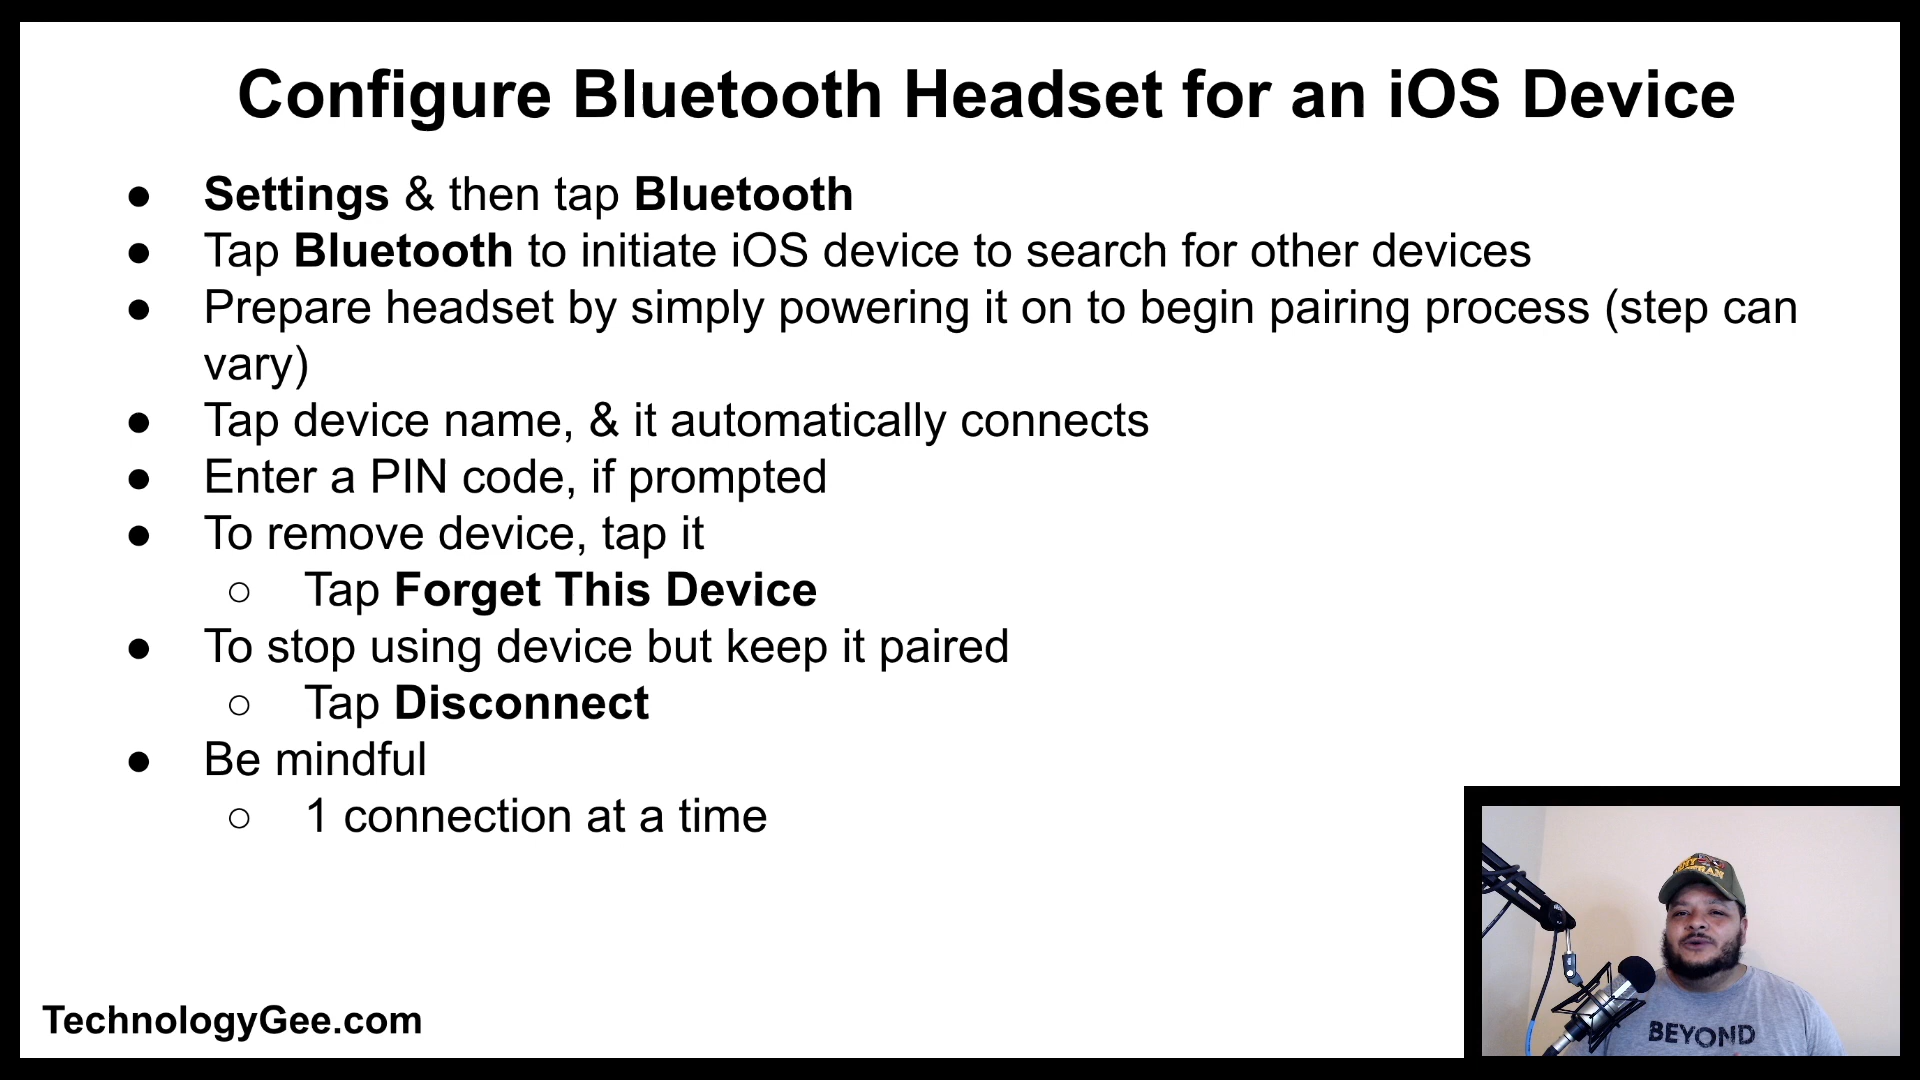 Configure Bluetooth Headset for an iOS Device
● Settings & then tap Bluetooth
● Tap Bluetooth to initiate iOS device to search for other devices
● Prepare headset by simply powering it on to begin pairing process (step can
vary)
● Tap device name, & it automatically connects
● Enter a PIN code, if prompted
● To remove device, tap it
○ Tap Forget This Device
● To stop using device but keep it paired
○ Tap Disconnect
● Be mindful
○ 1 connection at a time
TechnologyGee.com
BEYOND